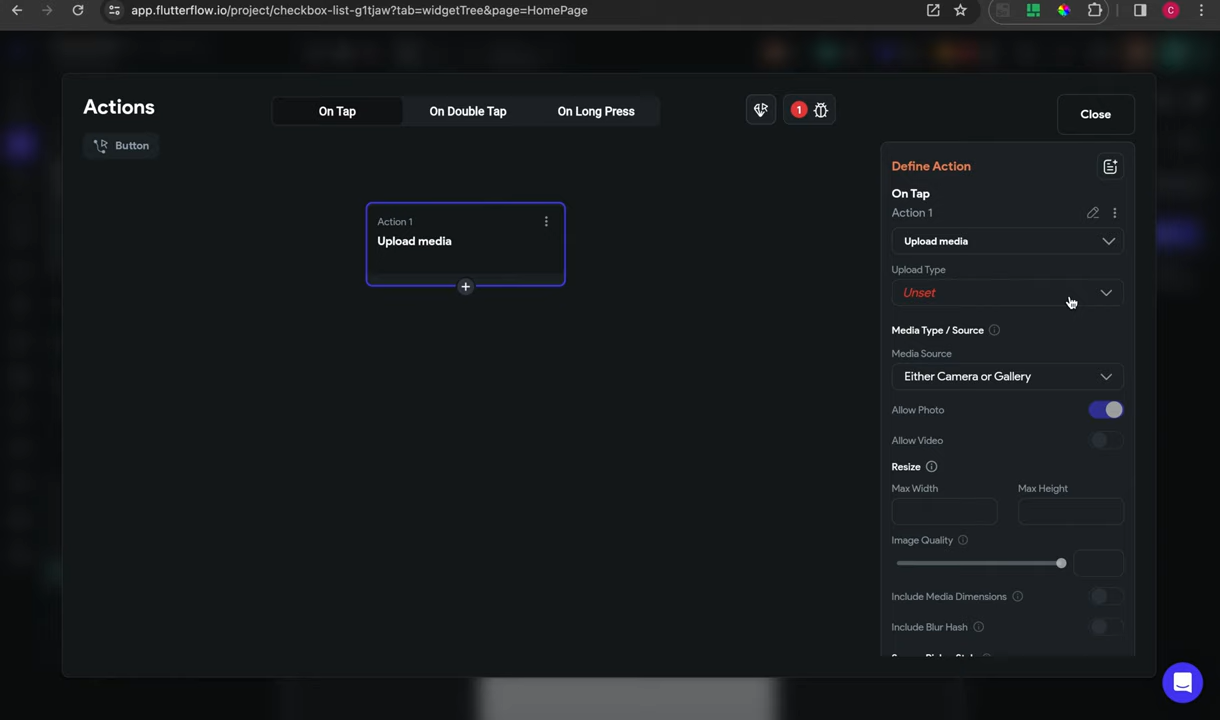 app.flutterflow.io/project/checkbox-list-g1tjaw?tab=widgetTree&page=HomePage
C
Actions
On Tap
On Double Tap
On Long Press
1
Close
Button
Define Action
On Tap
Action 1
Action 1
Upload media
Upload media
Upload Type
Unset
Media Type / Source
Media Source
Either Camera or Gallery
Allow Photo
Allow Video
Resize
Max Width
Max Height
Image Quality
Include Media Dimensions
Include Blur Hash